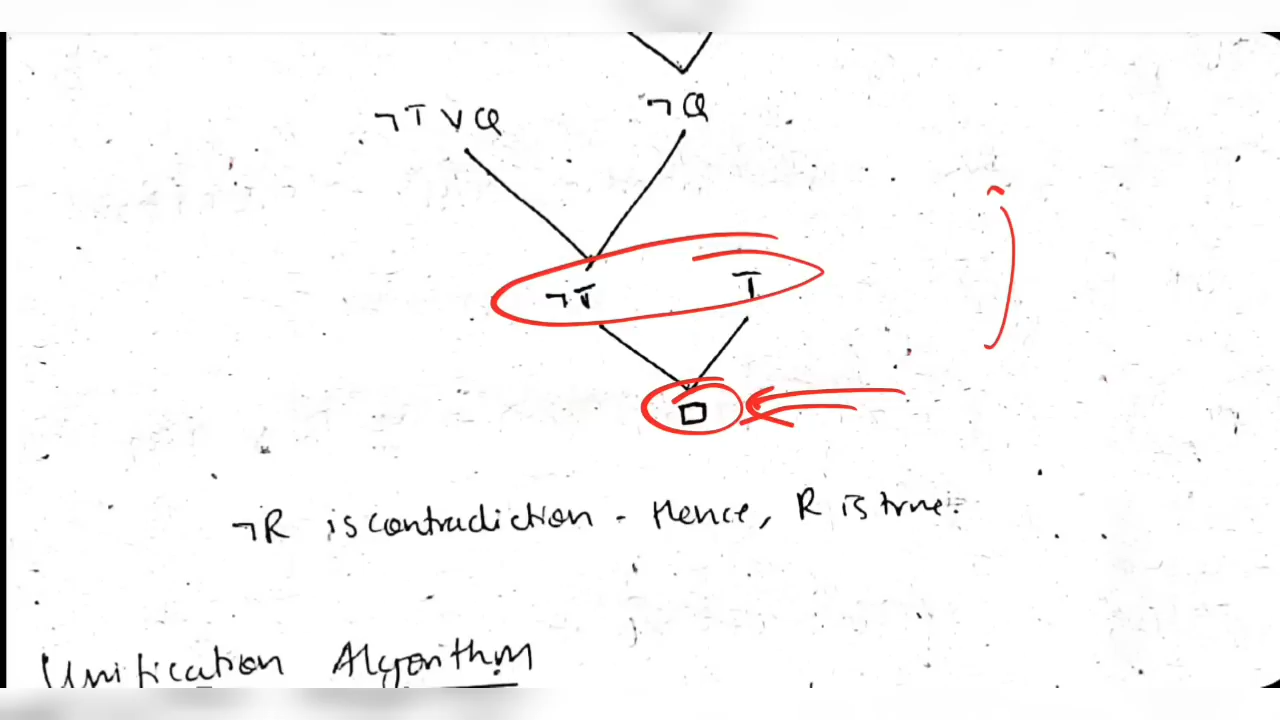 ¬T ∨ Q ¬Q
¬T T
¬R is contradiction. Hence, R is true.
Unification Algorithm